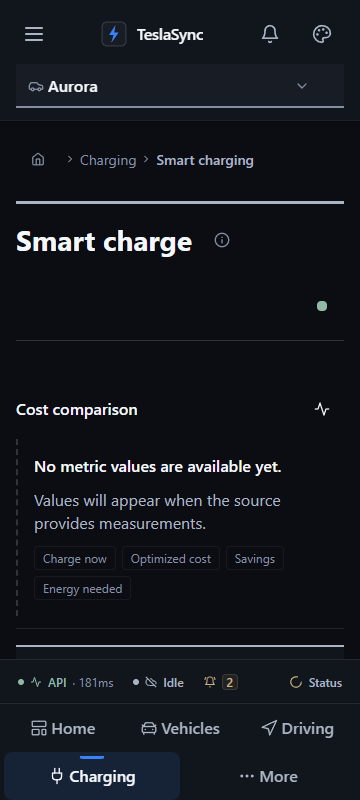 TeslaSync
Aurora
Charging
Smart charging
Smart charge
Cost comparison
No metric values are available yet.
Values will appear when the source
provides measurements.
Charge now
Optimized cost
Savings
Energy needed
API · 181ms
Idle
2
Status
Home
Vehicles
Driving
Charging
More